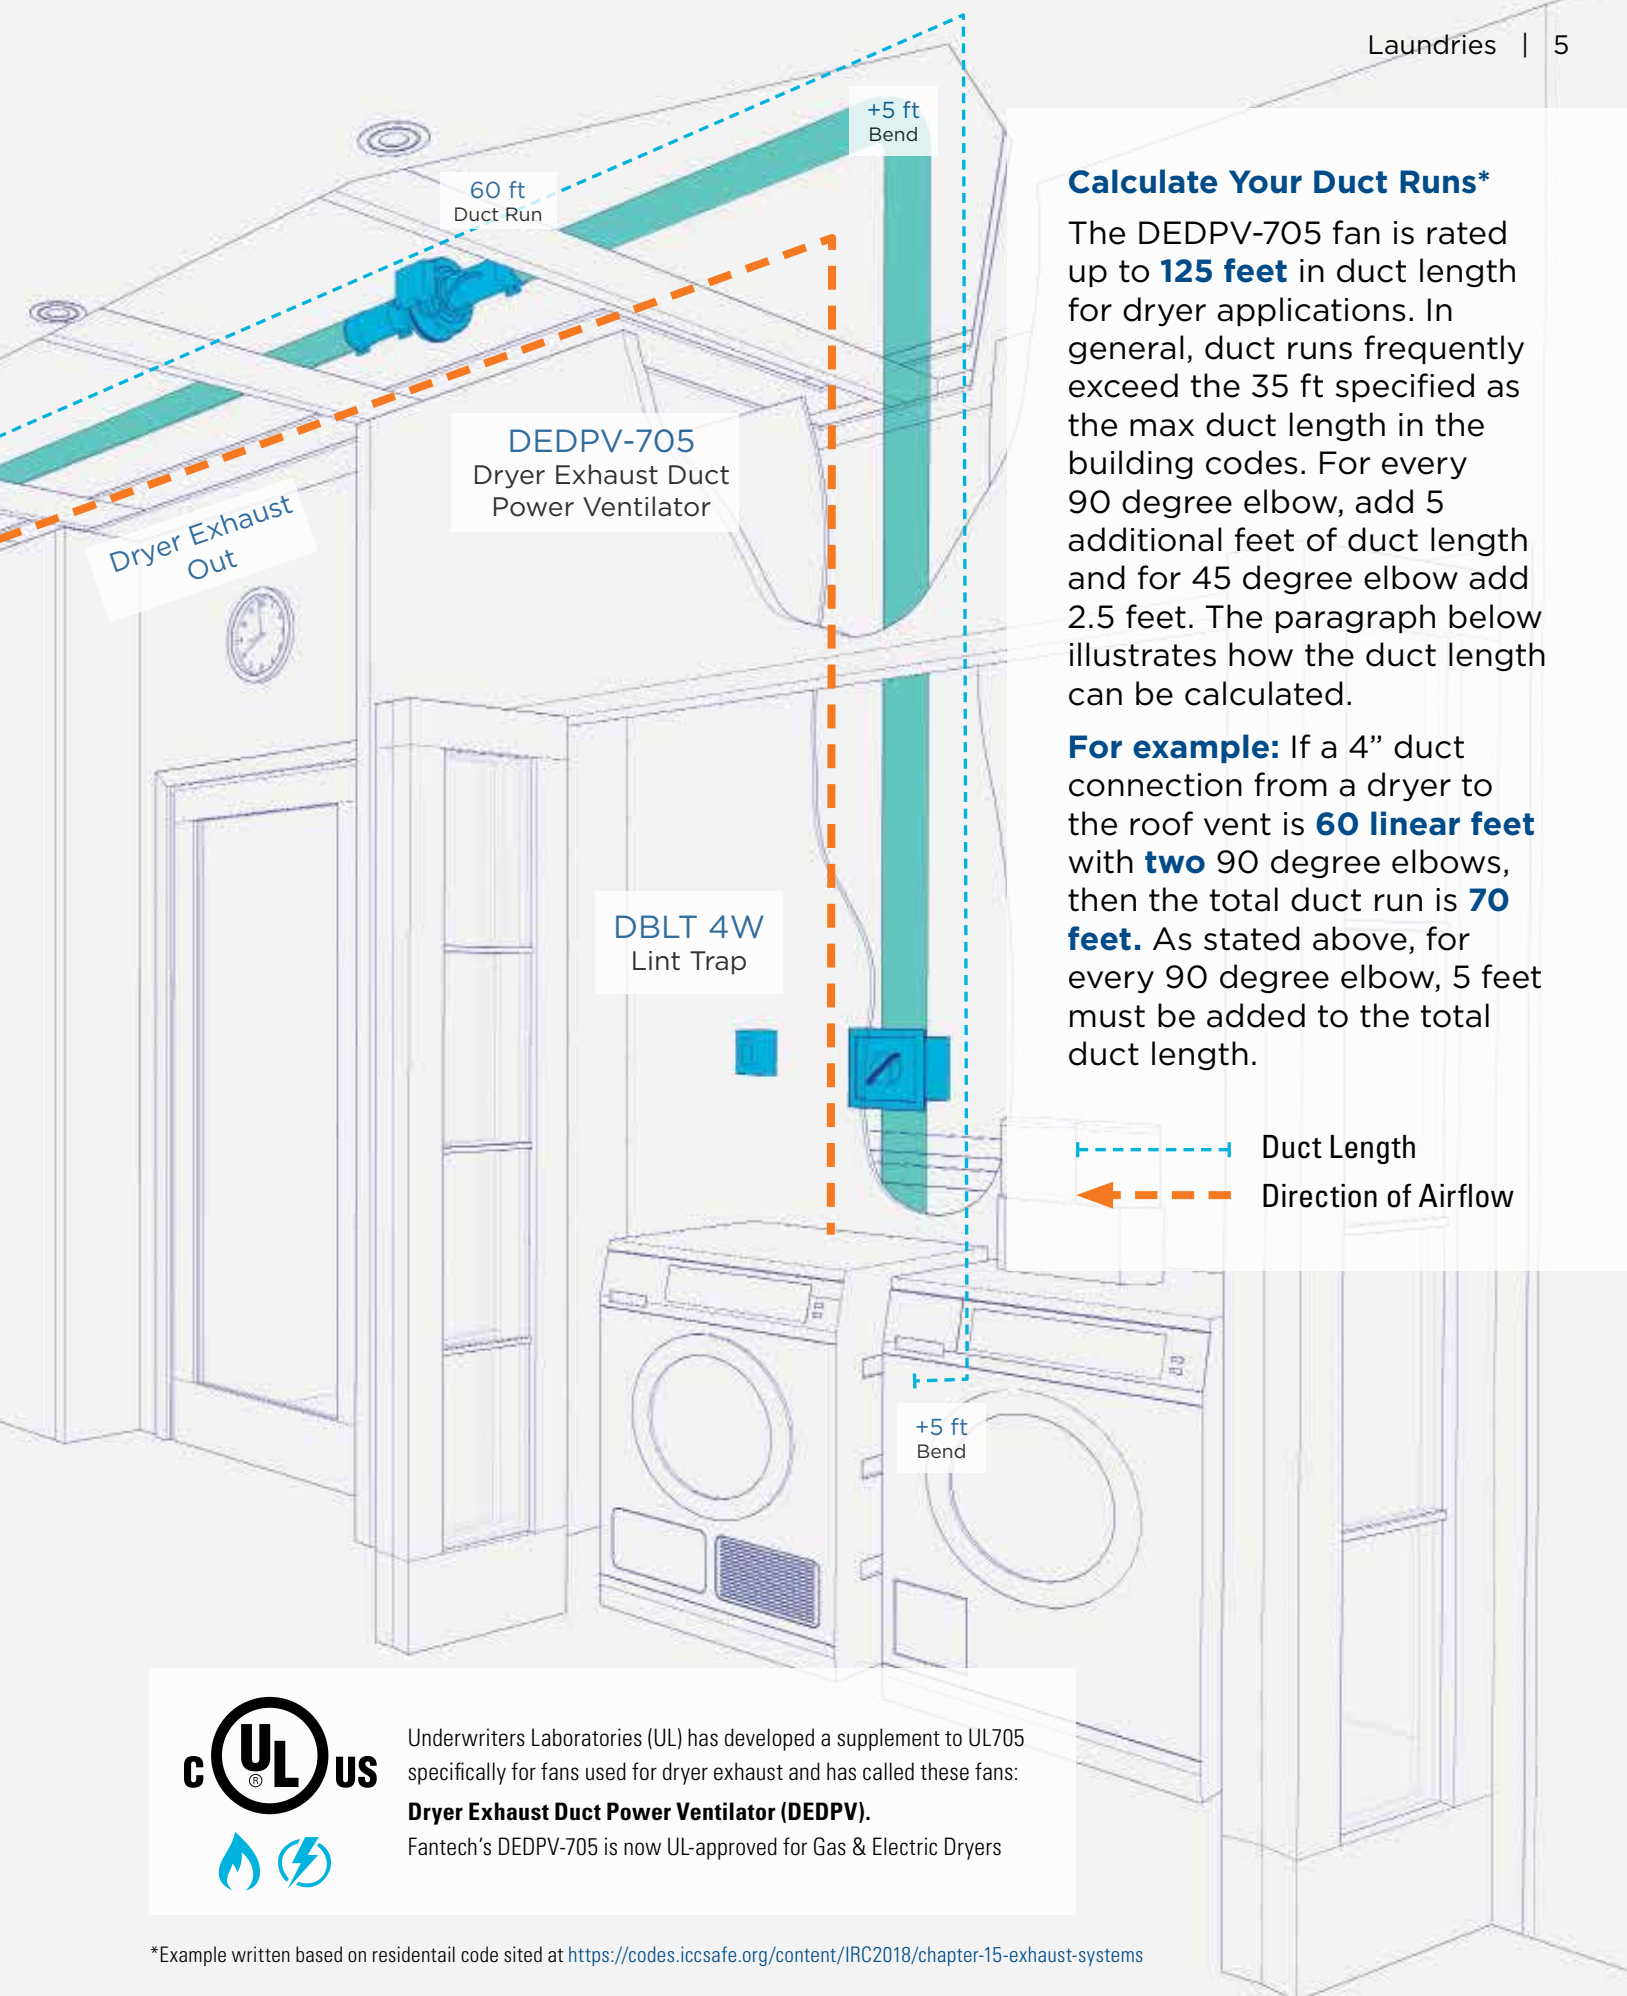 Laundries | 5
+5 ft
Bend
60 ft
Duct Run
DEDPV-705
Dryer Exhaust Duct
Power Ventilator
Dryer Exhaust
Out
DBLT 4W
Lint Trap
+5 ft
Bend
Calculate Your Duct Runs*
The DEDPV-705 fan is rated
up to 125 feet in duct length
for dryer applications. In
general, duct runs frequently
exceed the 35 ft specified as
the max duct length in the
building codes. For every
90 degree elbow, add 5
additional feet of duct length
and for 45 degree elbow add
2.5 feet. The paragraph below
illustrates how the duct length
can be calculated.
For example: If a 4” duct
connection from a dryer to
the roof vent is 60 linear feet
with two 90 degree elbows,
then the total duct run is 70
feet. As stated above, for
every 90 degree elbow, 5 feet
must be added to the total
duct length.
Duct Length
Direction of Airflow
C UL ® US
Underwriters Laboratories (UL) has developed a supplement to UL705
specifically for fans used for dryer exhaust and has called these fans:
Dryer Exhaust Duct Power Ventilator (DEDPV).
Fantech’s DEDPV-705 is now UL-approved for Gas & Electric Dryers
*Example written based on residentail code sited at https://codes.iccsafe.org/content/IRC2018/chapter-15-exhaust-systems